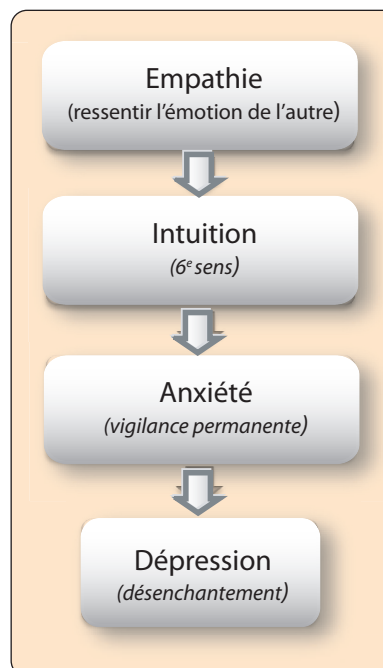 Empathie
(ressentir l’émotion de l’autre)
Intuition
(6e sens)
Anxiété
(vigilance permanente)
Dépression
(désenchantement)